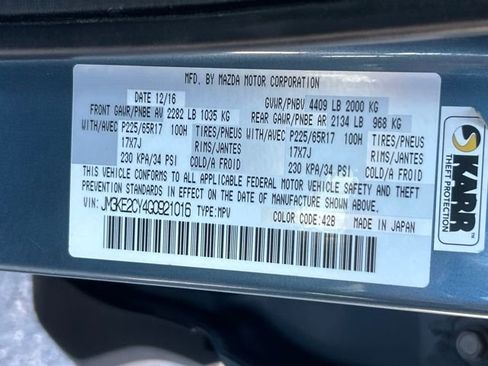 MFD. BY MAZDA MOTOR CORPORATION
DATE 12/16 GVWR/PNBV 4409 LB 2000 KG
FRONT GAWR/PNBE AV 2282 LB 1035 KG REAR GAWR/PNBE AR 2134 LB 968 KG
WITH/AVEC P225/65R17 100H TIRES/PNEUS WITH/AVEC P225/65R17 100H TIRES/PNEUS
17X7J RIMS/JANTES 17X7J RIMS/JANTES
230 KPA/34 PSI COLD/A FROID 230 KPA/34 PSI COLD/A FROID
THIS VEHICLE CONFORMS TO ALL APPLICABLE FEDERAL MOTOR VEHICLE SAFETY AND THEFT
PREVENTION STANDARDS IN EFFECT ON THE DATE OF MANUFACTURE SHOWN ABOVE.
VIN: JM3KE2CY4G0921016 TYPE:MPV COLOR CODE:42B MADE IN JAPAN
KARR
THEFT PROTECTION